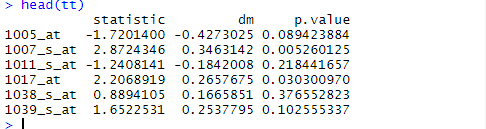 > head(tt)
statistic dm p.value
1005_at -1.7201400 -0.4273025 0.089423884
1007_s_at 2.8724346 0.3463142 0.005260125
1011_s_at -1.2408141 -0.1842008 0.218441657
1017_at 2.2068919 0.2657675 0.030300970
1038_s_at 0.8894105 0.1665851 0.376552823
1039_s_at 1.6522531 0.2537795 0.102555337
>